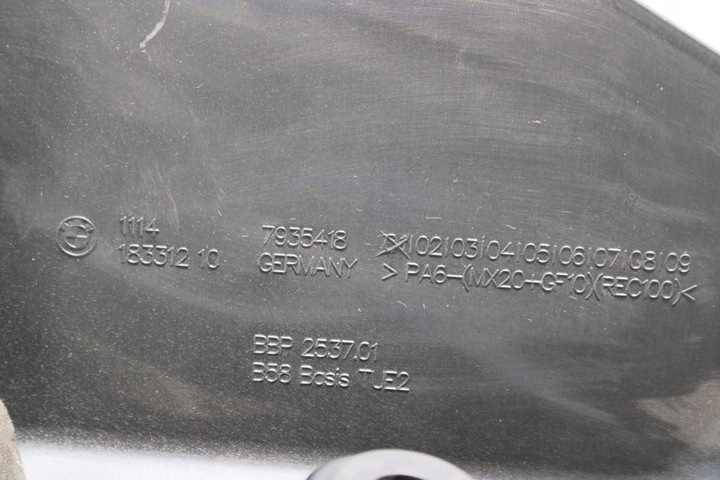 1114 7935418 01|02|03|04|05|06|07|08|09
183312 10 GERMANY >PA6-(MX20+GF10)(REC100)<
BBP 2537.01
B58 Basis TUE2